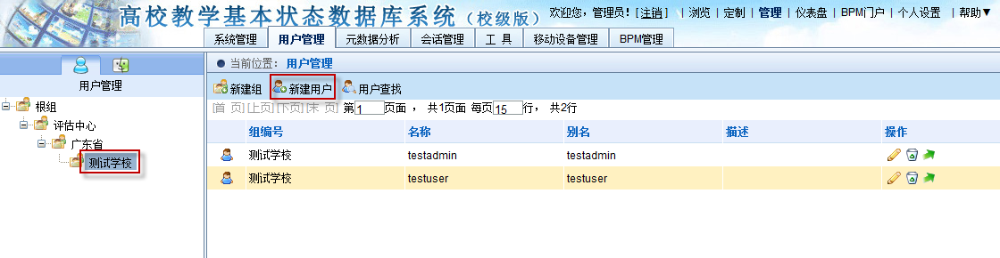 高校教学基本状态数据库系统（校级版） 欢迎您，管理员! [注销] | 浏览 | 定制 | 管理 | 仪表盘 | BPM门户 | 个人设置 | 帮助▼
系统管理 用户管理 元数据分析 会话管理 工 具 移动设备管理 BPM管理
用户管理
根组
评估中心
广东省
测试学校
当前位置： 用户管理
新建组 新建用户 用户查找
[首 页] [上页] [下页] [末 页] 第1页面， 共1页面 每页15行， 共2行
组编号 名称 别名 描述 操作
测试学校 testadmin testadmin
测试学校 testuser testuser